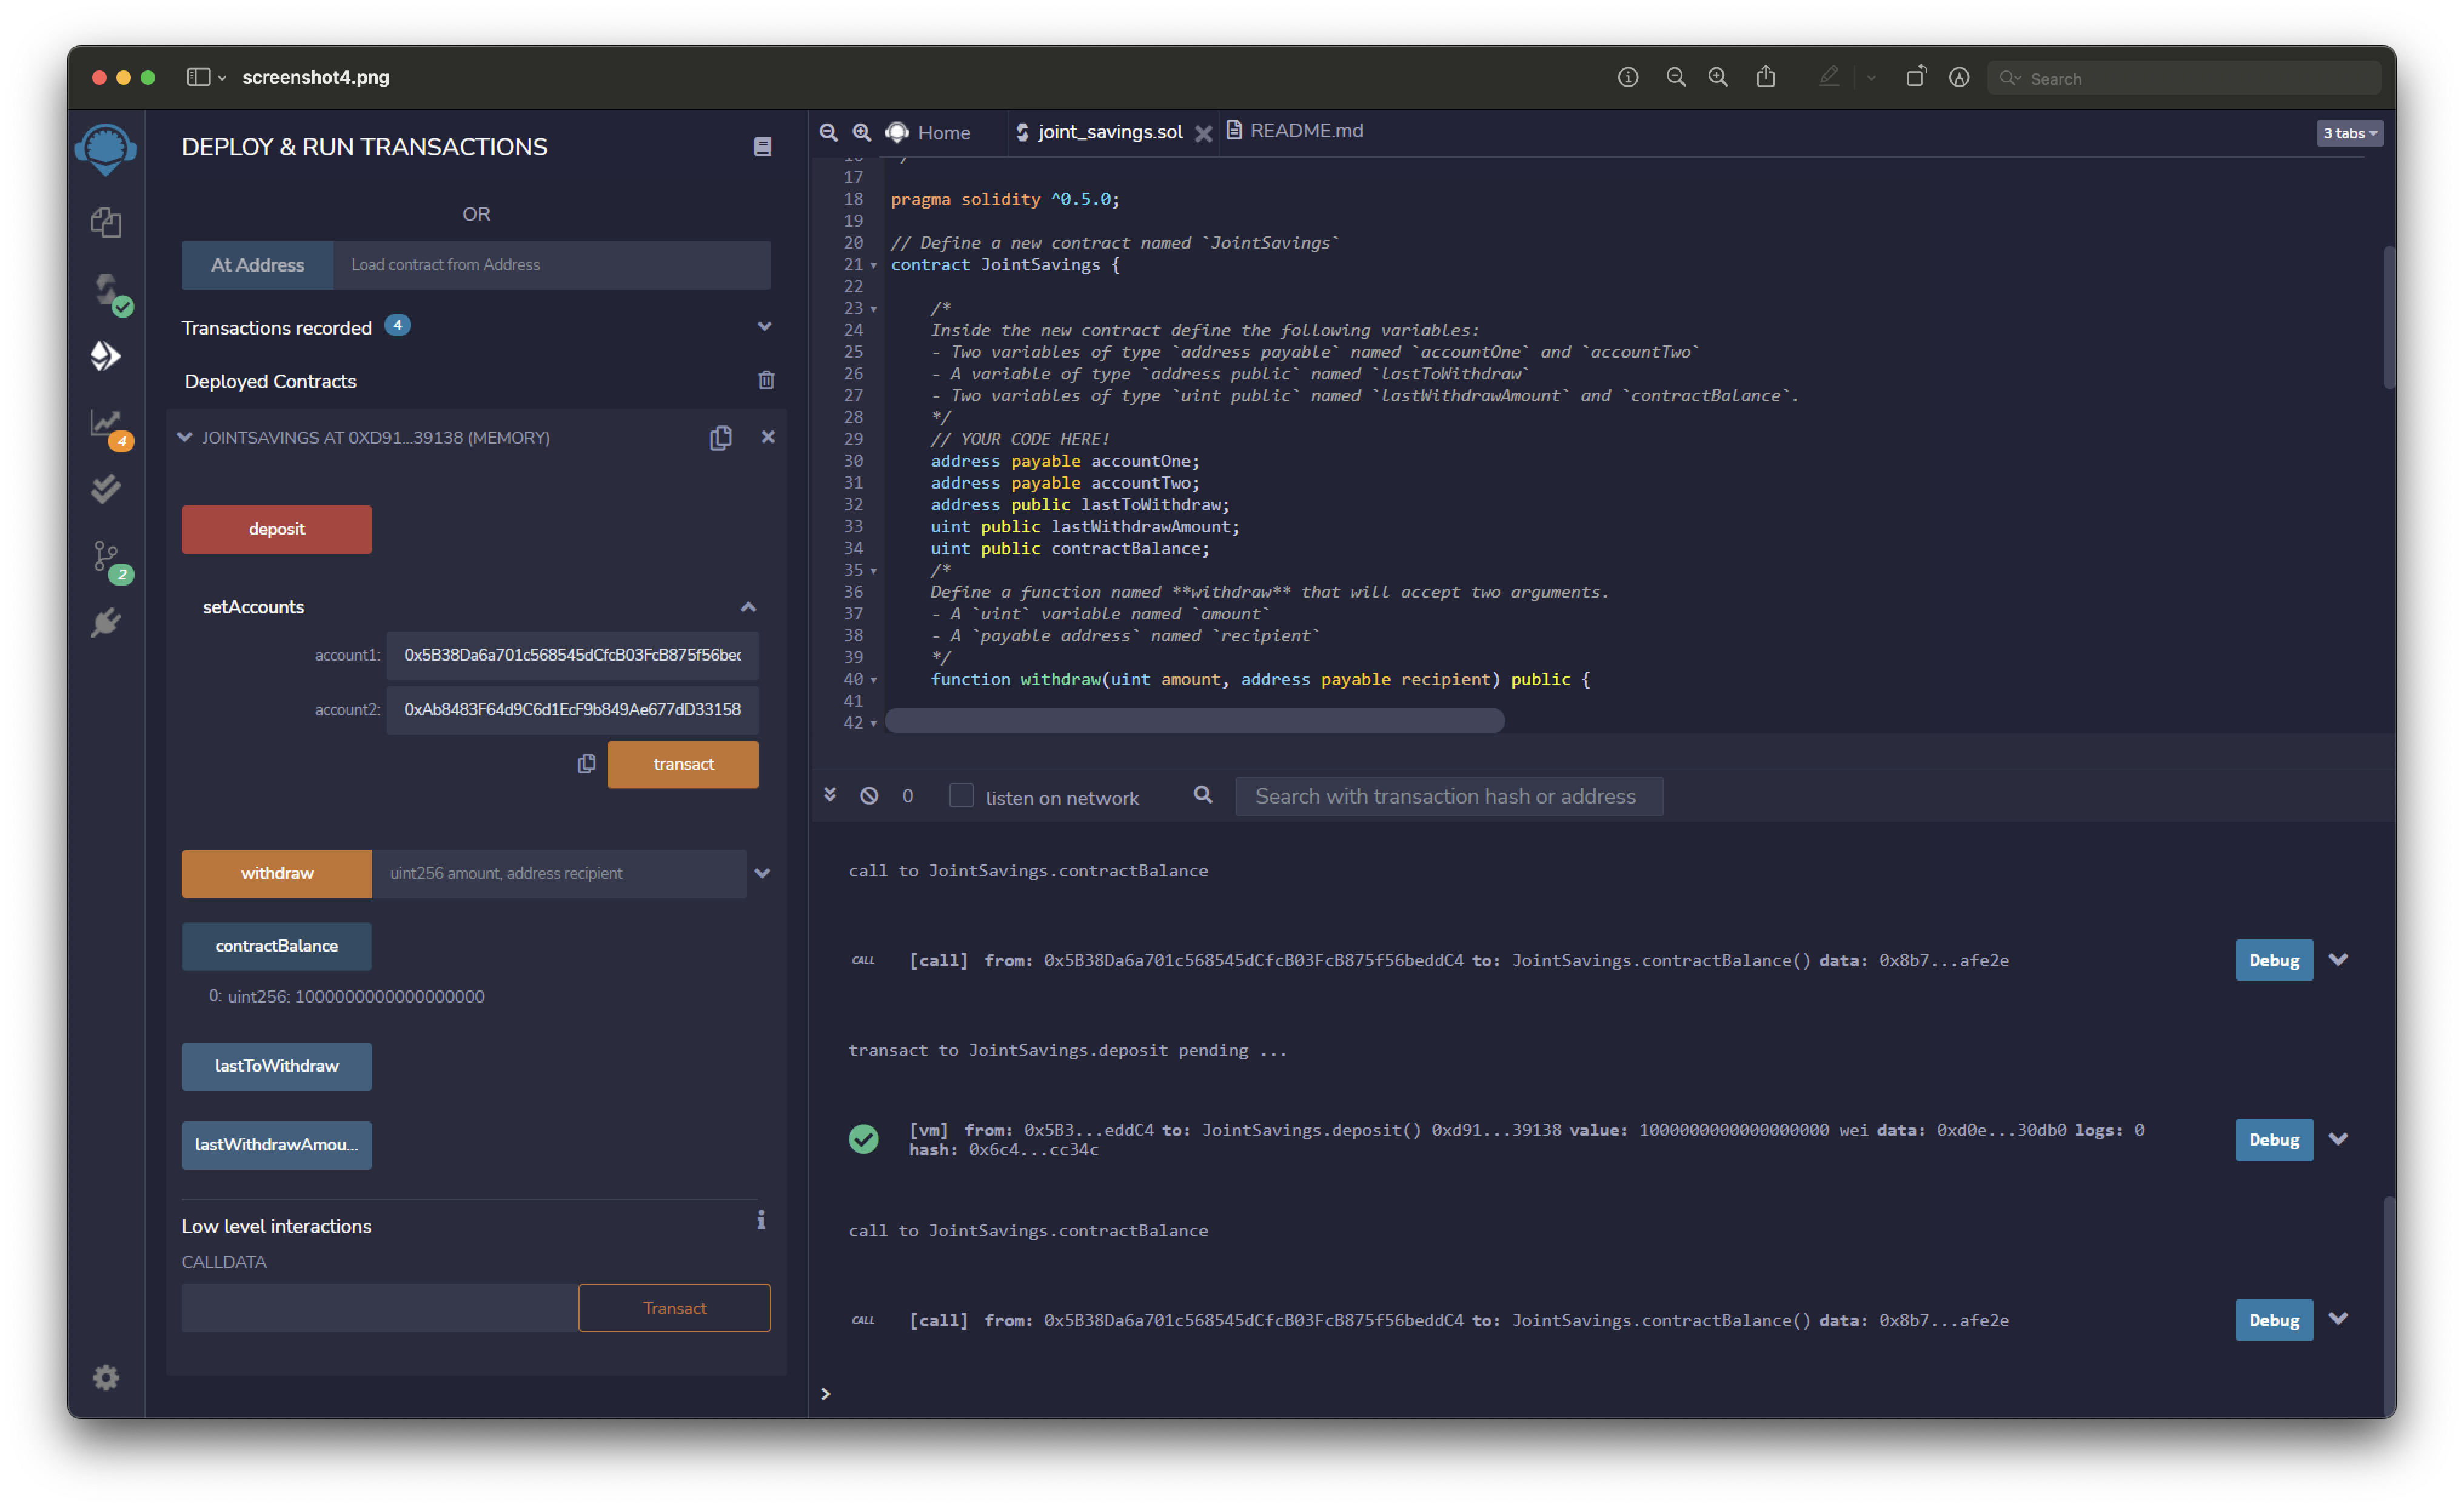 screenshot4.png
Search
DEPLOY & RUN TRANSACTIONS
OR
At Address
Load contract from Address
Transactions recorded 4
Deployed Contracts
JOINTSAVINGS AT 0XD91...39138 (MEMORY)
deposit
setAccounts
account1: 0x5B38Da6a701c568545dCfcB03FcB875f56bec
account2: 0xAb8483F64d9C6d1EcF9b849Ae677dD33158
transact
withdraw
uint256 amount, address recipient
contractBalance
0: uint256: 1000000000000000000
lastToWithdraw
lastWithdrawAmou...
Low level interactions
CALLDATA
Transact
4
2
Home
joint_savings.sol
README.md
3 tabs
16 */
17
18 pragma solidity ^0.5.0;
19
20 // Define a new contract named `JointSavings`
21 contract JointSavings {
22
23 /*
24 Inside the new contract define the following variables:
25 - Two variables of type `address payable` named `accountOne` and `accountTwo`
26 - A variable of type `address public` named `lastToWithdraw`
27 - Two variables of type `uint public` named `lastWithdrawAmount` and `contractBalance`.
28 */
29 // YOUR CODE HERE!
30 address payable accountOne;
31 address payable accountTwo;
32 address public lastToWithdraw;
33 uint public lastWithdrawAmount;
34 uint public contractBalance;
35 /*
36 Define a function named **withdraw** that will accept two arguments.
37 - A `uint` variable named `amount`
38 - A `payable address` named `recipient`
39 */
40 function withdraw(uint amount, address payable recipient) public {
41
42
0
listen on network
Search with transaction hash or address
call to JointSavings.contractBalance
CALL [call] from: 0x5B38Da6a701c568545dCfcB03FcB875f56beddC4 to: JointSavings.contractBalance() data: 0x8b7...afe2e
Debug
transact to JointSavings.deposit pending ...
[vm] from: 0x5B3...eddC4 to: JointSavings.deposit() 0xd91...39138 value: 1000000000000000000 wei data: 0xd0e...30db0 logs: 0
hash: 0x6c4...cc34c
Debug
call to JointSavings.contractBalance
CALL [call] from: 0x5B38Da6a701c568545dCfcB03FcB875f56beddC4 to: JointSavings.contractBalance() data: 0x8b7...afe2e
Debug
>